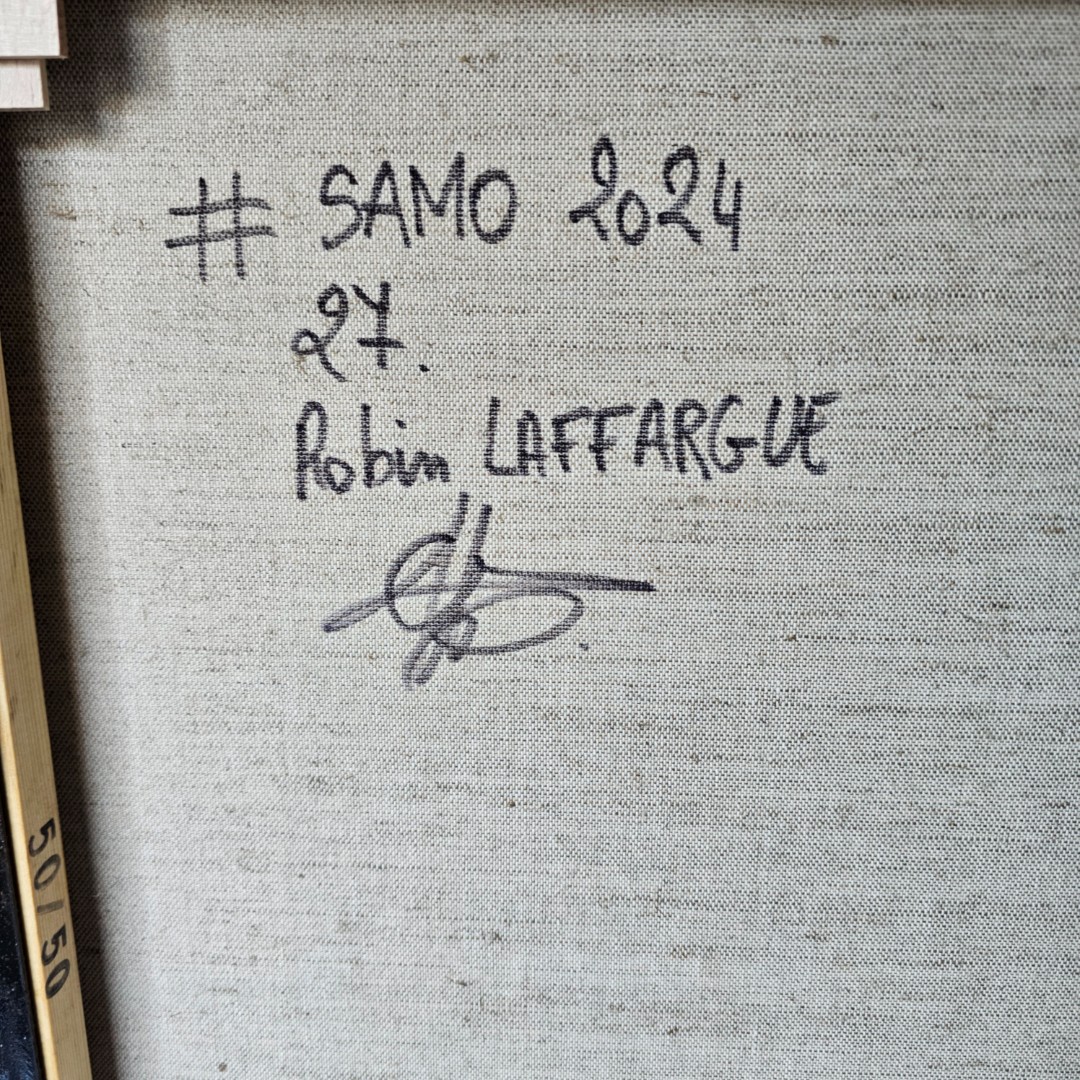 # SAMO 2024
27.
Robin LAFFARGUE
50/50